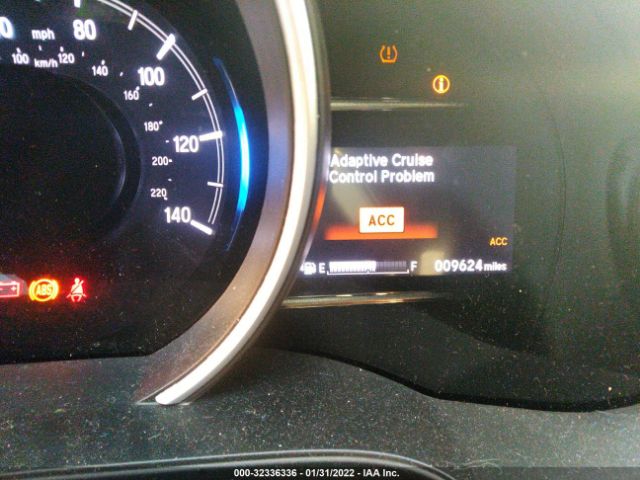 mph
80
100
km/h
120
100
140
160
180
120
200
220
140
Adaptive Cruise
Control Problem
ACC
ACC
E
F
009624 miles
ABS
000-32336336 - 01/31/2022 - IAA Inc.